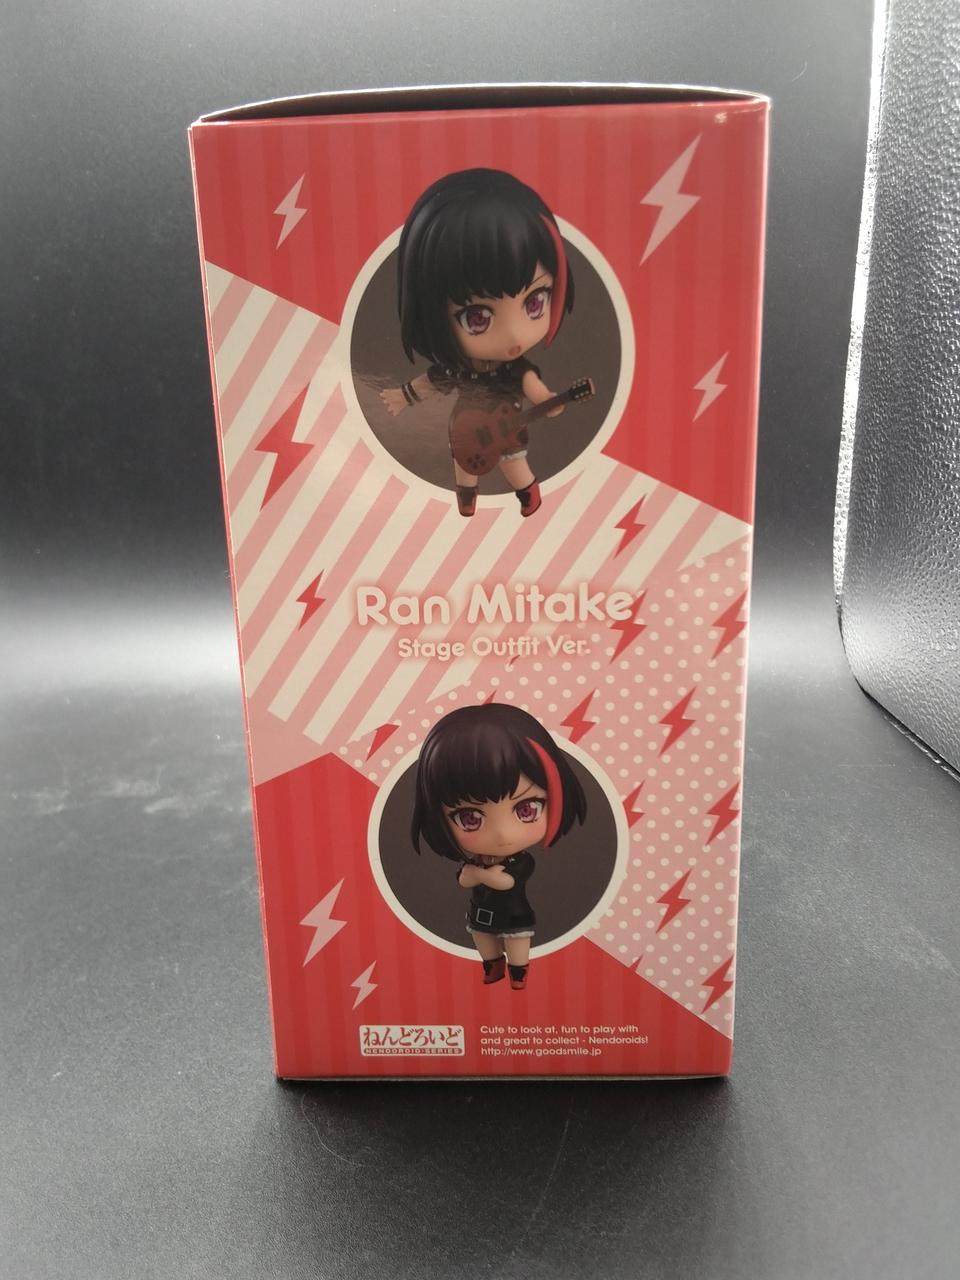 Ran Mitake
Stage Outfit Ver.
ねんどろいど
NENDOROID·SERIES
Cute to look at, fun to play with
and great to collect - Nendoroids!
http://www.goodsmile.jp